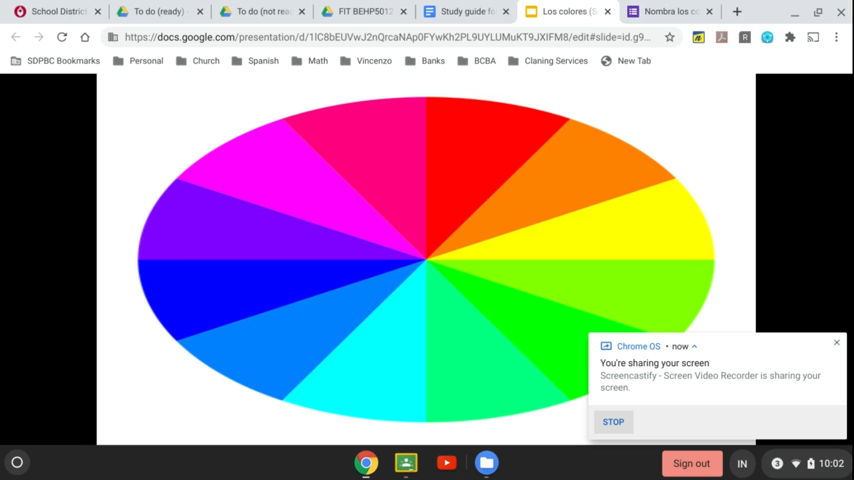 School District
To do (ready) -
To do (not rea
FIT BEHP5012
Study guide fo
Los colores (S
Nombra los co
https://docs.google.com/presentation/d/1lC8bEUVwJ2nQrcaNAp0FYwKh2PL9UYLUMuKT9JXIFM8/edit#slide=id.g9...
SDPBC Bookmarks
Personal
Church
Spanish
Math
Vincenzo
Banks
BCBA
Claning Services
New Tab
Chrome OS • now
You're sharing your screen
Screencastify - Screen Video Recorder is sharing your
screen.
STOP
Sign out
IN
3
10:02